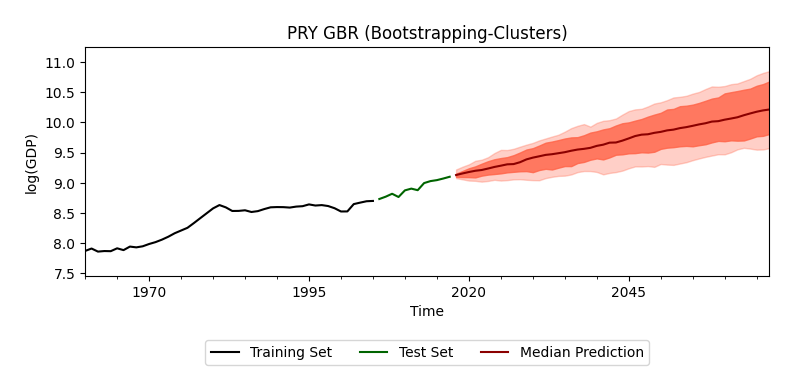 PRY GBR (Bootstrapping-Clusters)
11.0
10.5
10.0
9.5
9.0
8.5
8.0
7.5
log(GDP)
1970 1995 2020 2045
Time
Training Set Test Set Median Prediction